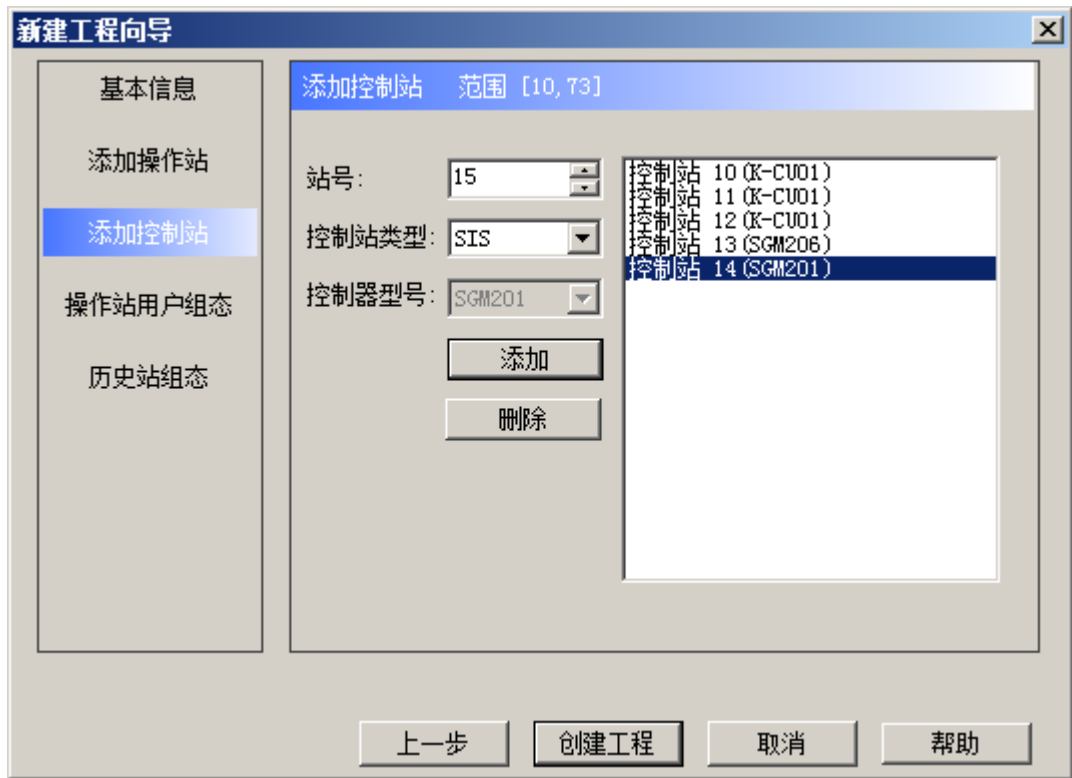 新建工程向导
基本信息
添加操作站
添加控制站
操作站用户组态
历史站组态
添加控制站 范围 [10,73]
站号: 15
控制站类型: SIS
控制器型号: SGM201
添加
删除
控制站 10(K-CU01)
控制站 11(K-CU01)
控制站 12(K-CU01)
控制站 13(SGM206)
控制站 14(SGM201)
上一步 创建工程 取消 帮助